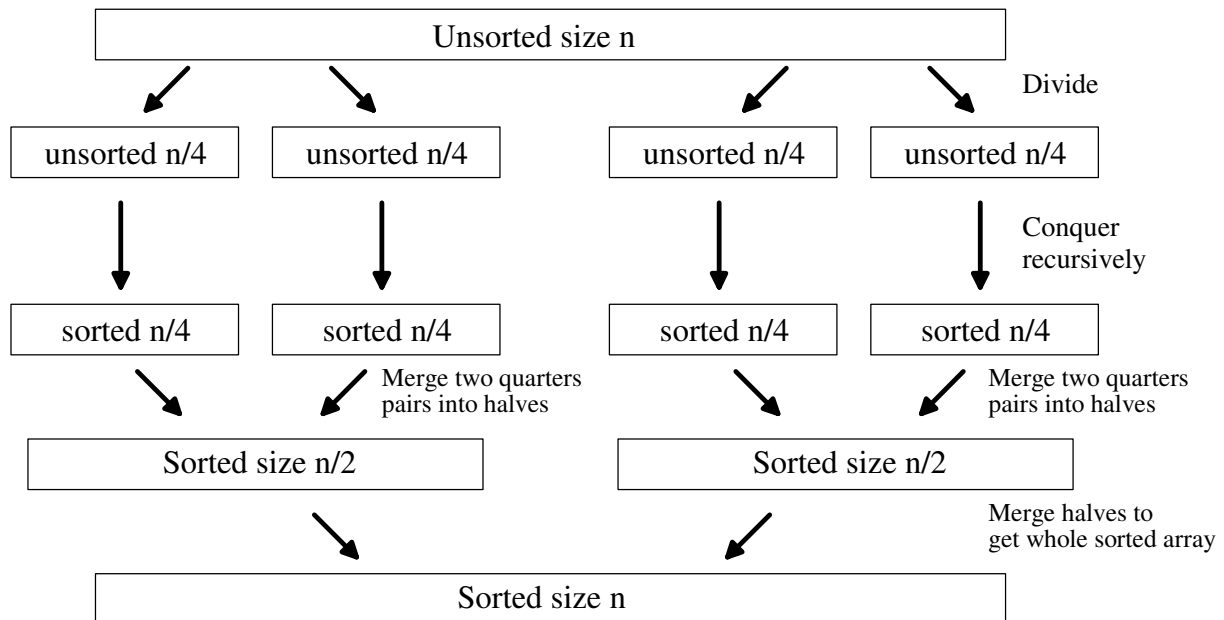 Unsorted size n
Divide
unsorted n/4
unsorted n/4
unsorted n/4
unsorted n/4
Conquer
recursively
sorted n/4
sorted n/4
sorted n/4
sorted n/4
Merge two quarters
pairs into halves
Merge two quarters
pairs into halves
Sorted size n/2
Sorted size n/2
Merge halves to
get whole sorted array
Sorted size n